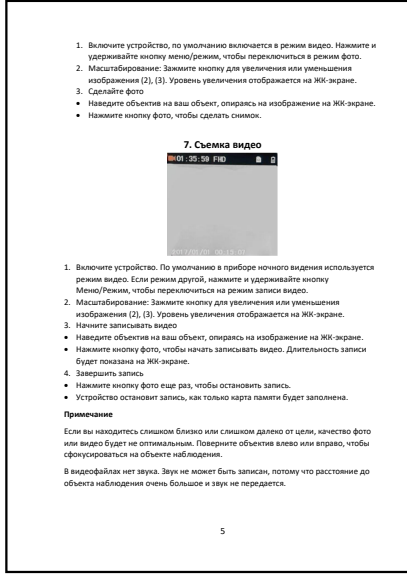 1. Включите устройство, по умолчанию включается в режим видео. Нажмите и
удерживайте кнопку меню/режим, чтобы переключиться в режим фото.
2. Масштабирование: Зажмите кнопку для увеличения или уменьшения
изображения (2), (3). Уровень увеличения отображается на ЖК-экране.
3. Сделайте фото
• Наведите объектив на ваш объект, опираясь на изображение на ЖК-экране.
• Нажмите кнопку фото, чтобы сделать снимок.
7. Съемка видео
01:35:59 FHD
1. Включите устройство. По умолчанию в приборе ночного видения используется
режим видео. Если режим другой, нажмите и удерживайте кнопку
Меню/Режим, чтобы переключиться на режим записи видео.
2. Масштабирование: Зажмите кнопку для увеличения или уменьшения
изображения (2), (3). Уровень увеличения отображается на ЖК-экране.
3. Начните записывать видео
• Наведите объектив на ваш объект, опираясь на изображение на ЖК-экране.
• Нажмите кнопку фото, чтобы начать записывать видео. Длительность записи
будет показана на ЖК-экране.
4. Завершить запись
• Нажмите кнопку фото еще раз, чтобы остановить запись.
• Устройство остановит запись, как только карта памяти будет заполнена.
Примечание
Если вы находитесь слишком близко или слишком далеко от цели, качество фото
или видео будет не оптимальным. Поверните объектив влево или вправо, чтобы
сфокусироваться на объекте наблюдения.
В видеофайлах нет звука. Звук не может быть записан, потому что расстояние до
объекта наблюдения очень большое и звук не передается.
5